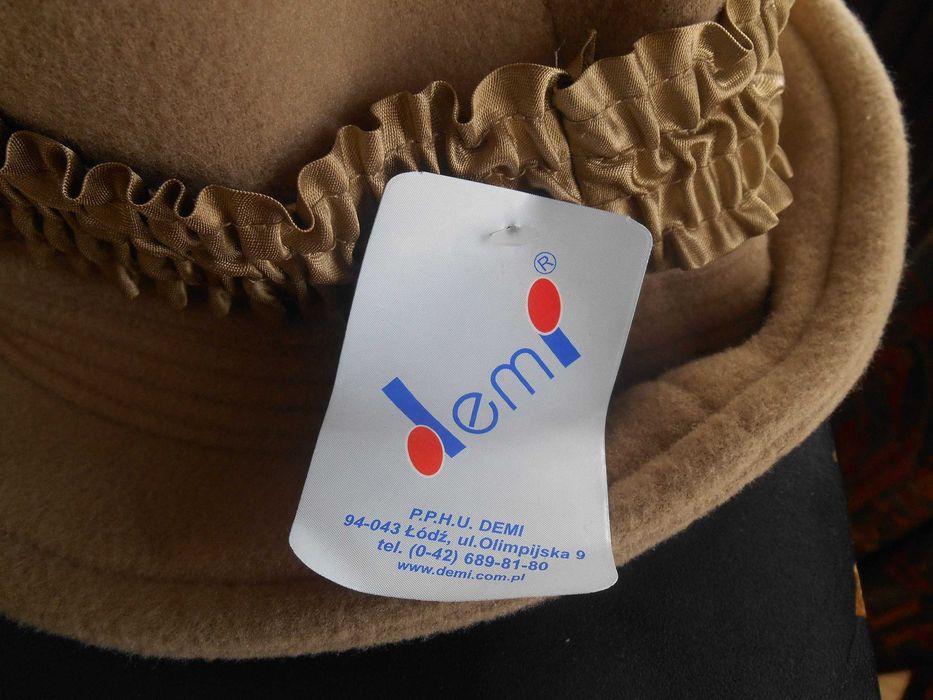 demi ®
P.P.H.U. DEMI
94-043 Łódź, ul.Olimpijska 9
tel. (0-42) 689-81-80
www.demi.com.pl